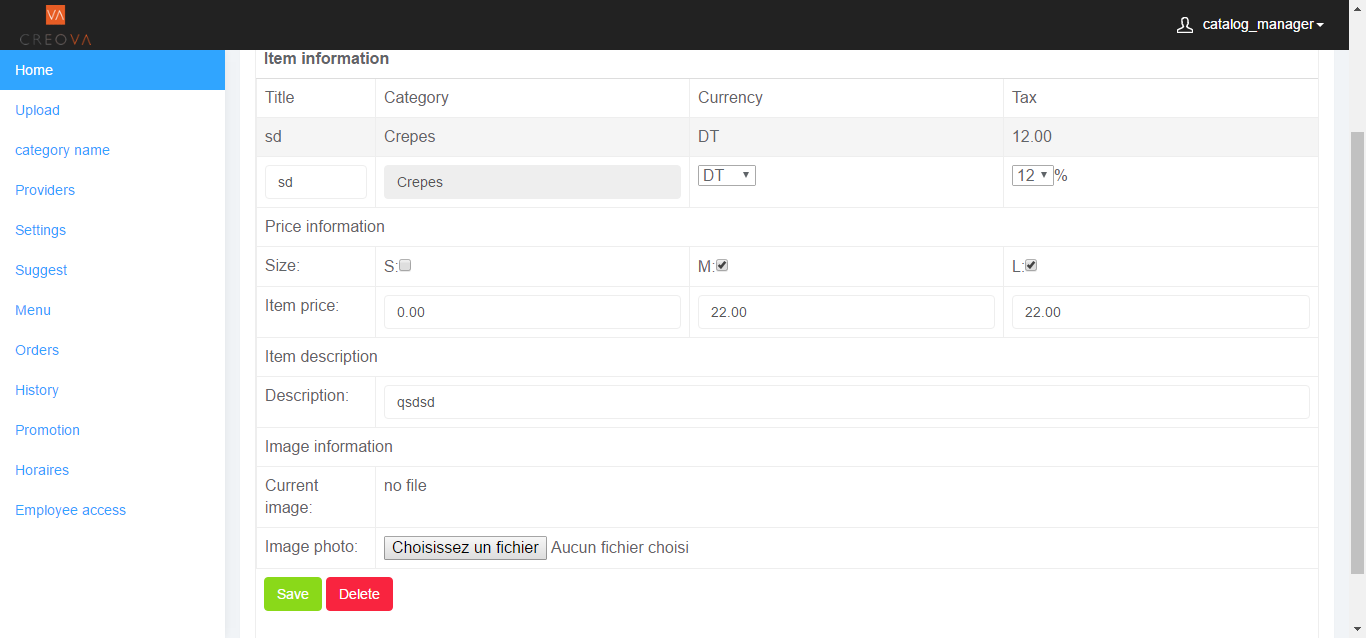 VA
CREOVA
catalog_manager
Home
Upload
category name
Providers
Settings
Suggest
Menu
Orders
History
Promotion
Horaires
Employee access
Item information
Title Category Currency Tax
sd Crepes DT 12.00
sd Crepes DT 12 %
Price information
Size: S: M: L:
Item price: 0.00 22.00 22.00
Item description
Description: qsdsd
Image information
Current image: no file
Image photo: Choisissez un fichier Aucun fichier choisi
Save Delete